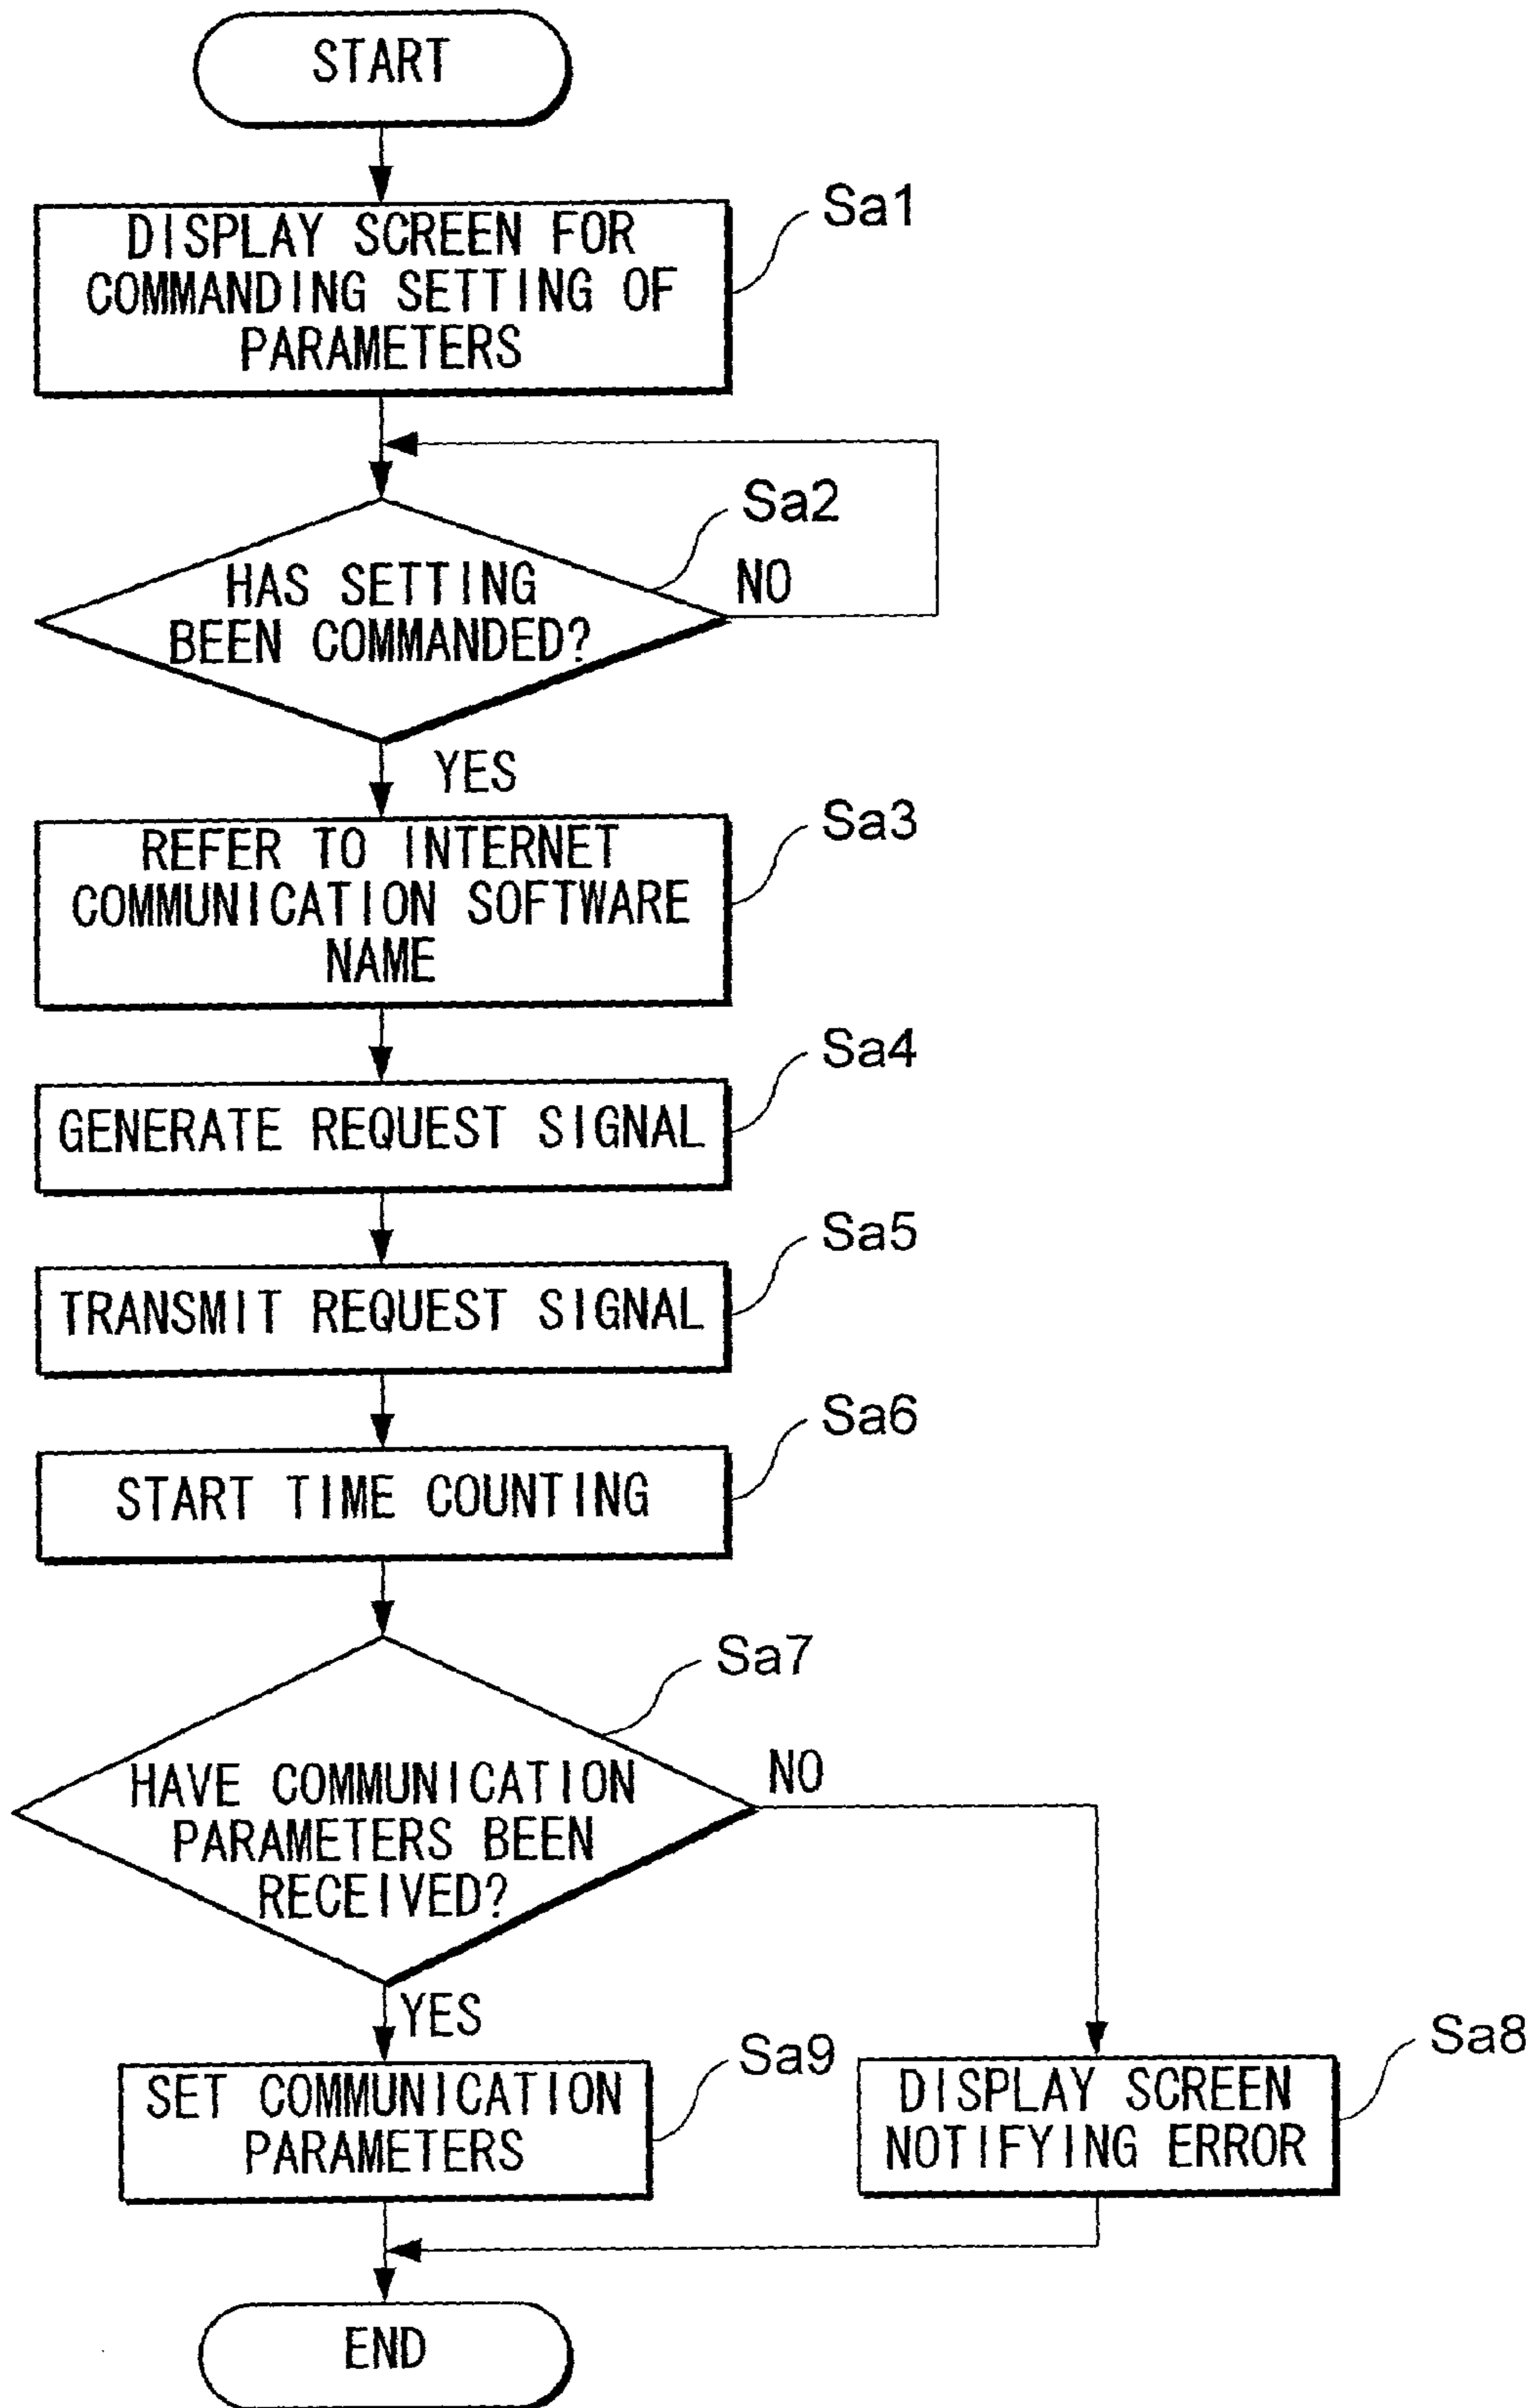 START
Sa1
DISPLAY SCREEN FOR
COMMANDING SETTING OF
PARAMETERS
Sa2
HAS SETTING
BEEN COMMANDED?
NO
YES
Sa3
REFER TO INTERNET
COMMUNICATION SOFTWARE
NAME
Sa4
GENERATE REQUEST SIGNAL
Sa5
TRANSMIT REQUEST SIGNAL
Sa6
START TIME COUNTING
Sa7
HAVE COMMUNICATION
PARAMETERS BEEN
RECEIVED?
NO
YES
Sa9
SET COMMUNICATION
PARAMETERS
Sa8
DISPLAY SCREEN
NOTIFYING ERROR
END